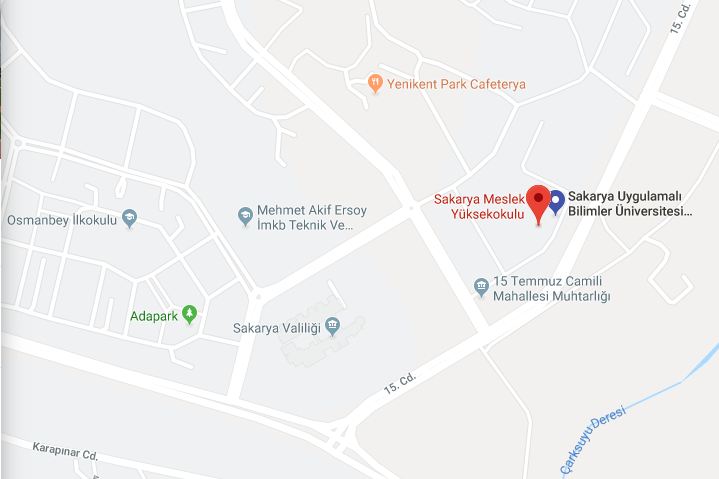 15. Cd.
Yenikent Park Cafeterya
Sakarya Meslek
Yüksekokulu
Sakarya Uygulamalı
Bilimler Üniversitesi...
Mehmet Akif Ersoy
İmkb Teknik Ve...
Osmanbey İlkokulu
15 Temmuz Camili
Mahallesi Muhtarlığı
Adapark
Sakarya Valiliği
15. Cd.
Çarksuyu Deresi
Karapınar Cd.